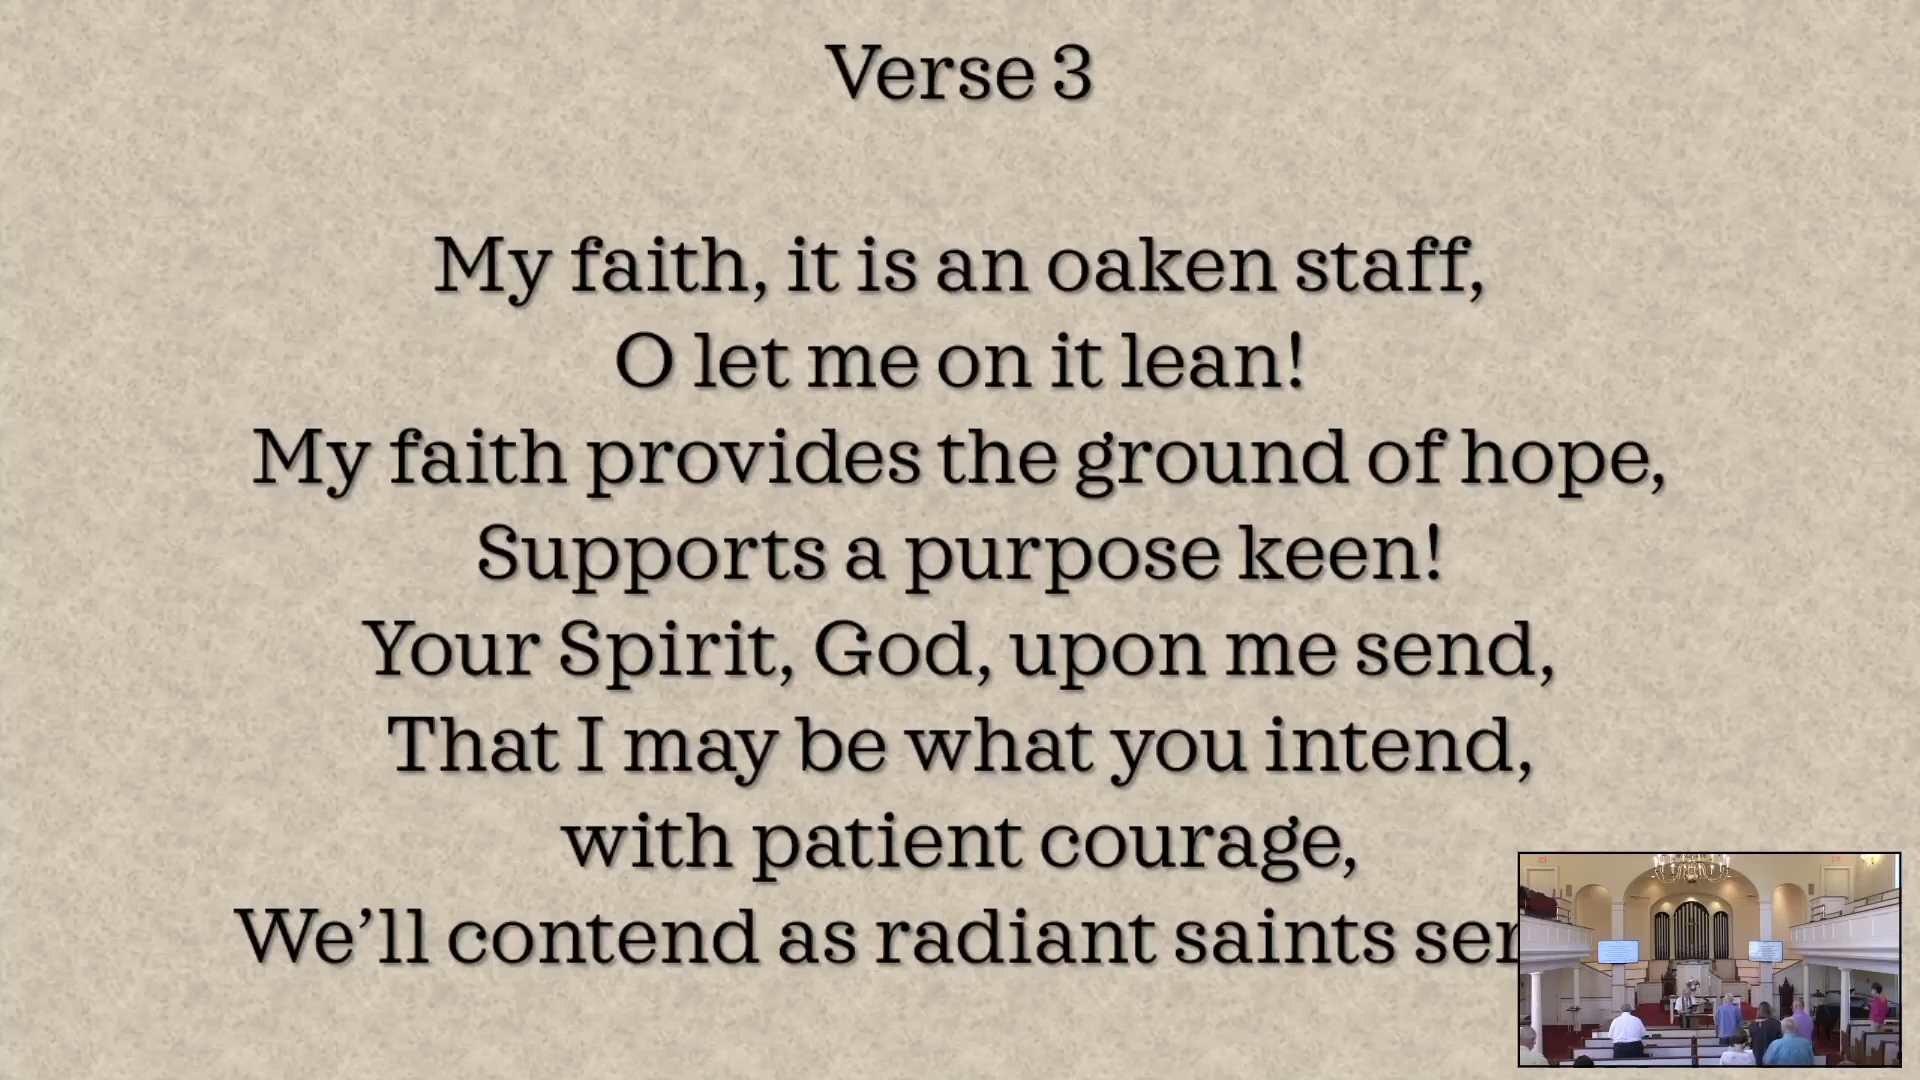 Verse 3
My faith, it is an oaken staff,
O let me on it lean!
My faith provides the ground of hope,
Supports a purpose keen!
Your Spirit, God, upon me send,
That I may be what you intend,
with patient courage,
We’ll contend as radiant saints